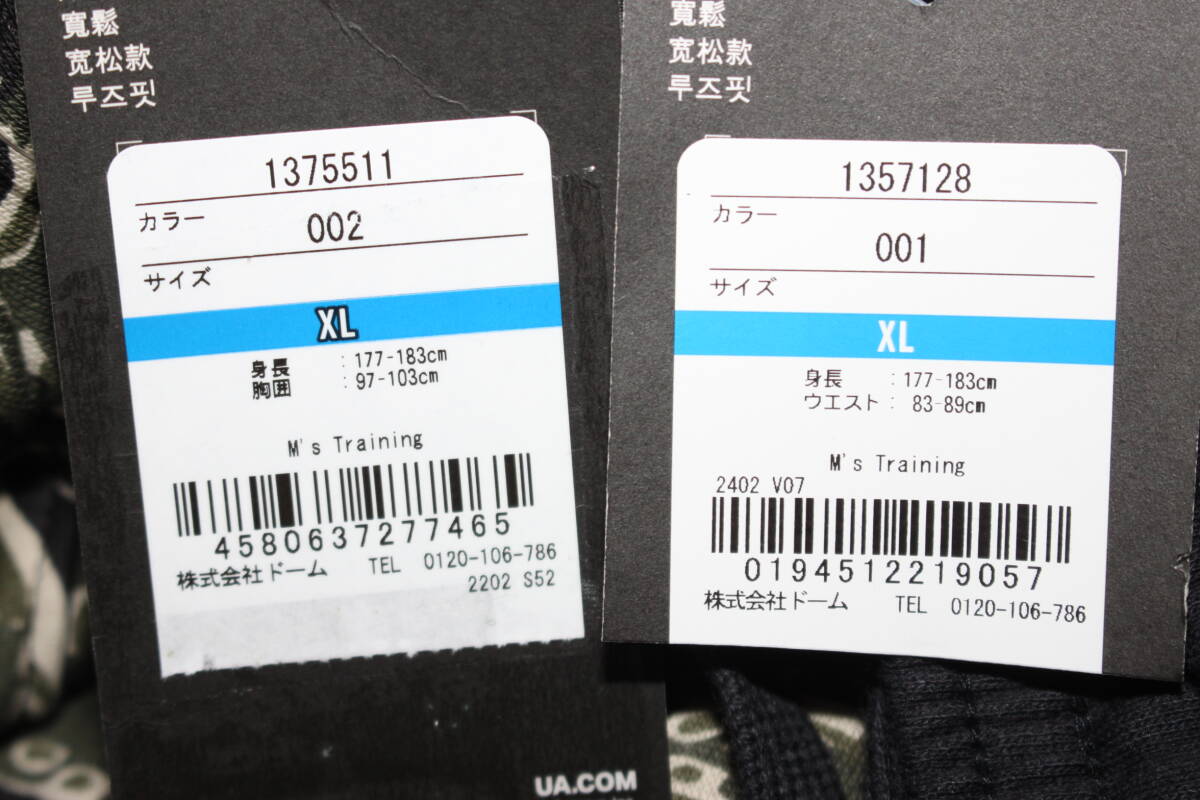 寬鬆
宽松款
루즈핏
1375511
カラー
002
サイズ
XL
身長 : 177-183cm
胸囲 : 97-103cm
M's Training
4580637277465
株式会社ドーム TEL 0120-106-786
2202 S52
UA.COM
寬鬆
宽松款
루즈핏
1357128
カラー
001
サイズ
XL
身長 : 177-183cm
ウエスト : 83-89cm
M's Training
2402 V07
0194512219057
株式会社ドーム TEL 0120-106-786